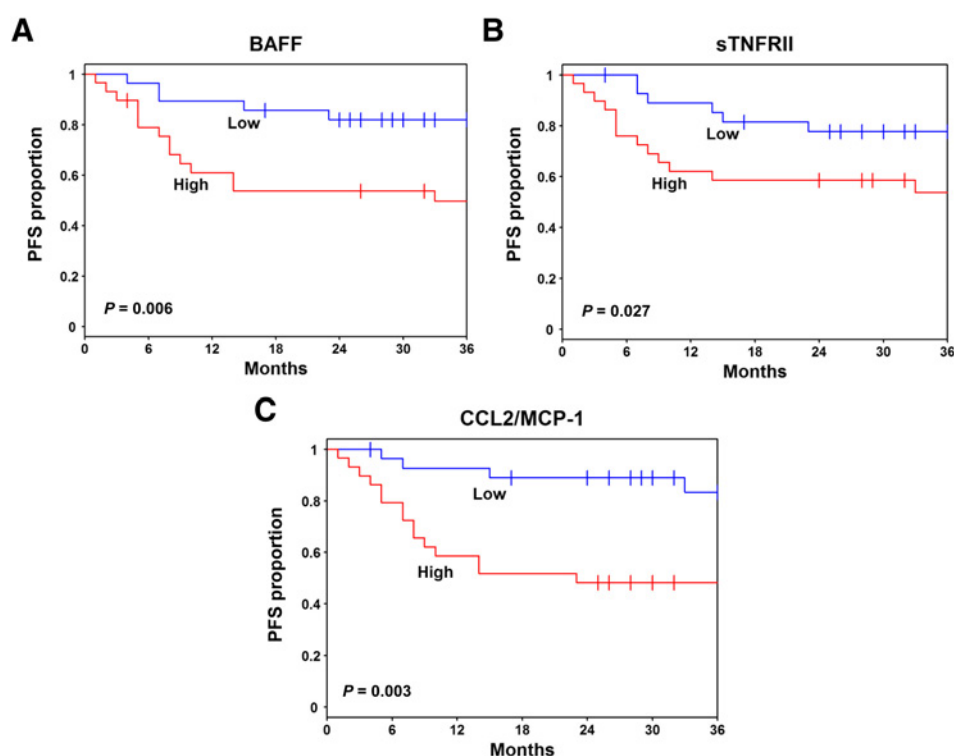 A
BAFF
PFS proportion
1
0.8
0.6
0.4
0.2
0
Low
High
P = 0.006
0 6 12 18 24 30 36
Months
B
sTNFRII
PFS proportion
1
0.8
0.6
0.4
0.2
0
Low
High
P = 0.027
0 6 12 18 24 30 36
Months
C
CCL2/MCP-1
PFS proportion
1
0.8
0.6
0.4
0.2
0
Low
High
P = 0.003
0 6 12 18 24 30 36
Months